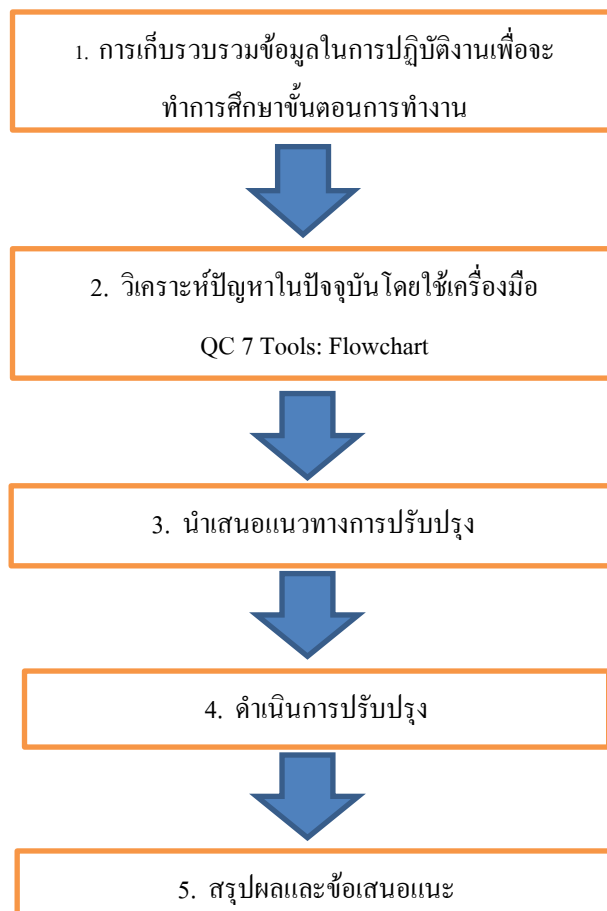 1. การเก็บรวบรวมข้อมูลในการปฏิบัติงานเพื่อจะ
ทำการศึกษาขั้นตอนการทำงาน
2. วิเคราะห์ปัญหาในปัจจุบันโดยใช้เครื่องมือ
QC 7 Tools: Flowchart
3. นำเสนอแนวทางการปรับปรุง
4. ดำเนินการปรับปรุง
5. สรุปผลและข้อเสนอแนะ